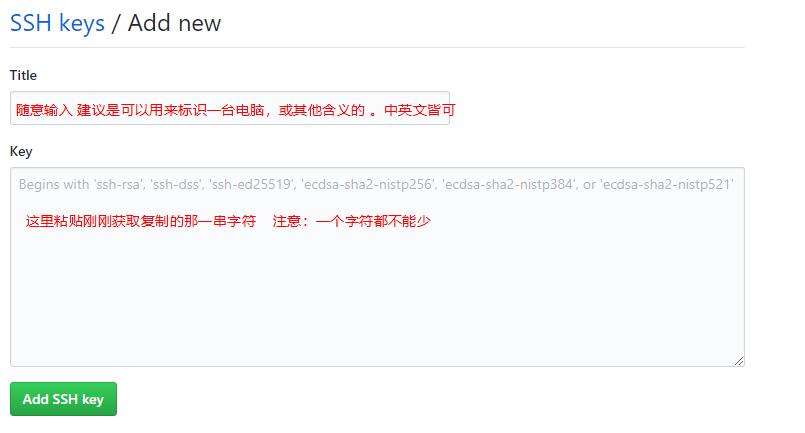 SSH keys / Add new
Title
随意输入 建议是可以用来标识一台电脑，或其他含义的 。中英文皆可
Key
Begins with 'ssh-rsa', 'ssh-dss', 'ssh-ed25519', 'ecdsa-sha2-nistp256', 'ecdsa-sha2-nistp384', or 'ecdsa-sha2-nistp521'
这里粘贴刚刚获取复制的那一串字符 注意：一个字符都不能少
Add SSH key